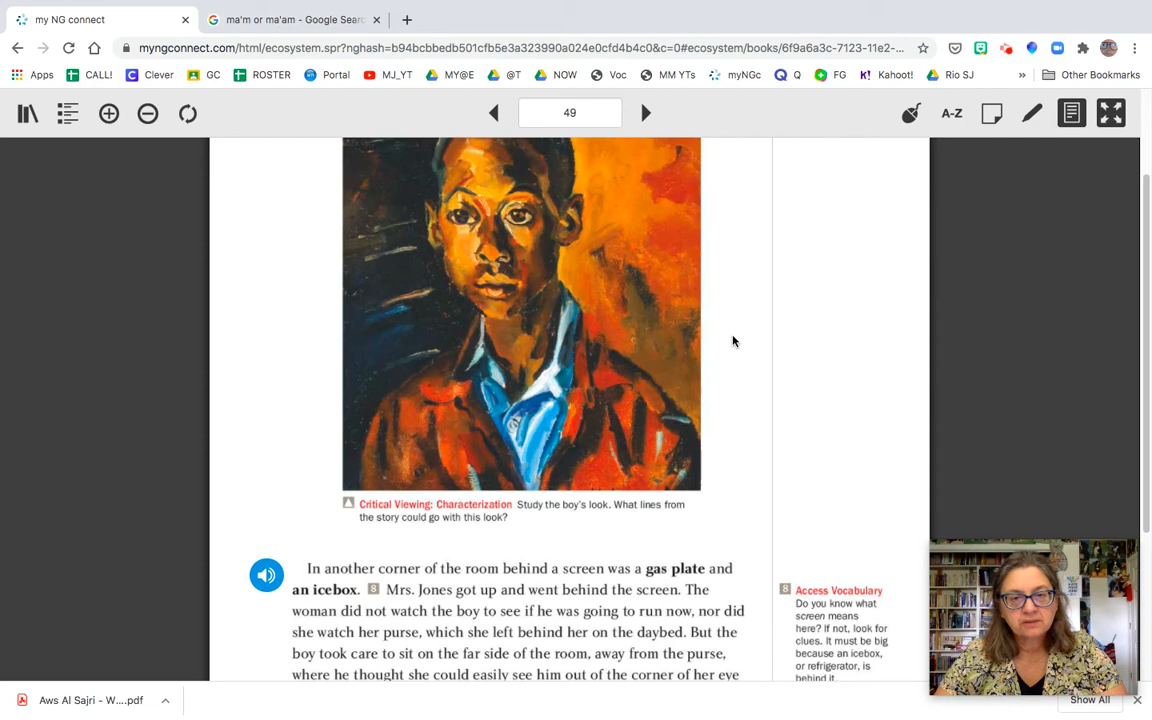 my NG connect
ma'm or ma'am - Google Searc
myngconnect.com/html/ecosystem.spr?nghash=b94bcbbedb501cfb5e3a323990a024e0cfd4b4c0&c=0#ecosystem/books/6f9a6a3c-7123-11e2-...
Apps CALL! Clever GC ROSTER Portal MJ_YT MY@E @T NOW Voc MM YTs myNGc Q FG Kahoot! Rio SJ » Other Bookmarks
49
A-Z
Critical Viewing: Characterization Study the boy's look. What lines from
the story could go with this look?
In another corner of the room behind a screen was a gas plate and
an icebox. 8 Mrs. Jones got up and went behind the screen. The
woman did not watch the boy to see if he was going to run now, nor did
she watch her purse, which she left behind her on the daybed. But the
boy took care to sit on the far side of the room, away from the purse,
where he thought she could easily see him out of the corner of her eye
8 Access Vocabulary
Do you know what
screen means
here? If not, look for
clues. It must be big
because an icebox,
or refrigerator, is
behind it.
Aws Al Sajri - W....pdf
Show All